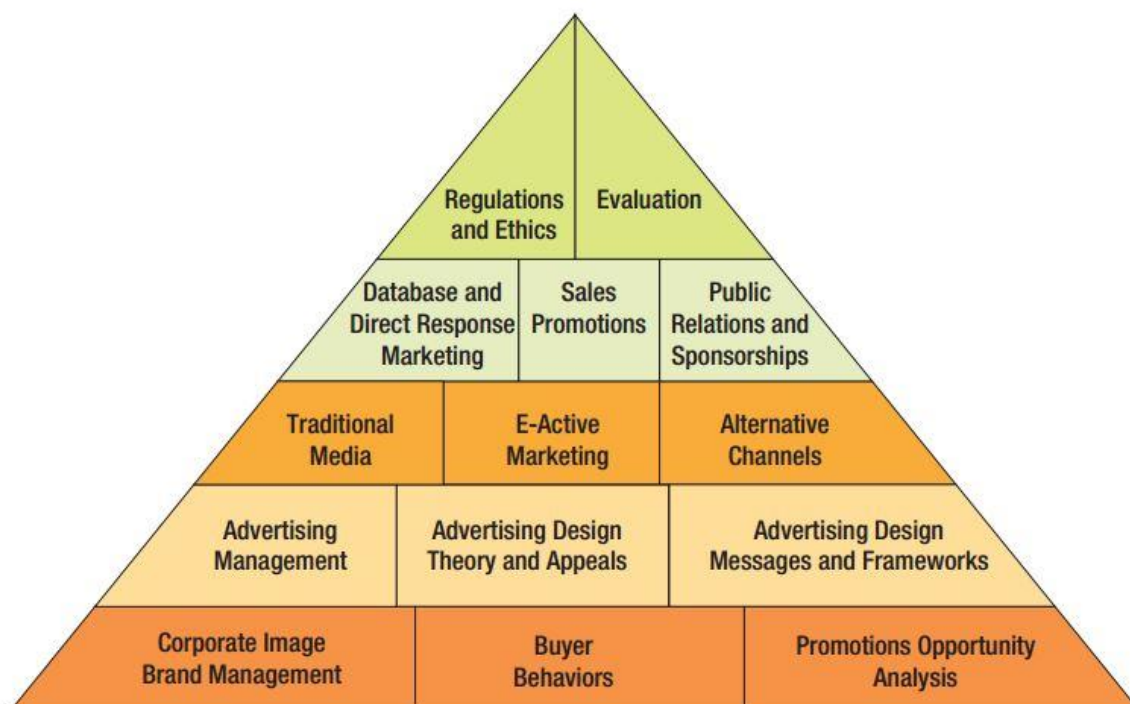 Regulations
and Ethics
Evaluation
Database and
Direct Response
Marketing
Sales
Promotions
Public
Relations and
Sponsorships
Traditional
Media
E-Active
Marketing
Alternative
Channels
Advertising
Management
Advertising Design
Theory and Appeals
Advertising Design
Messages and Frameworks
Corporate Image
Brand Management
Buyer
Behaviors
Promotions Opportunity
Analysis